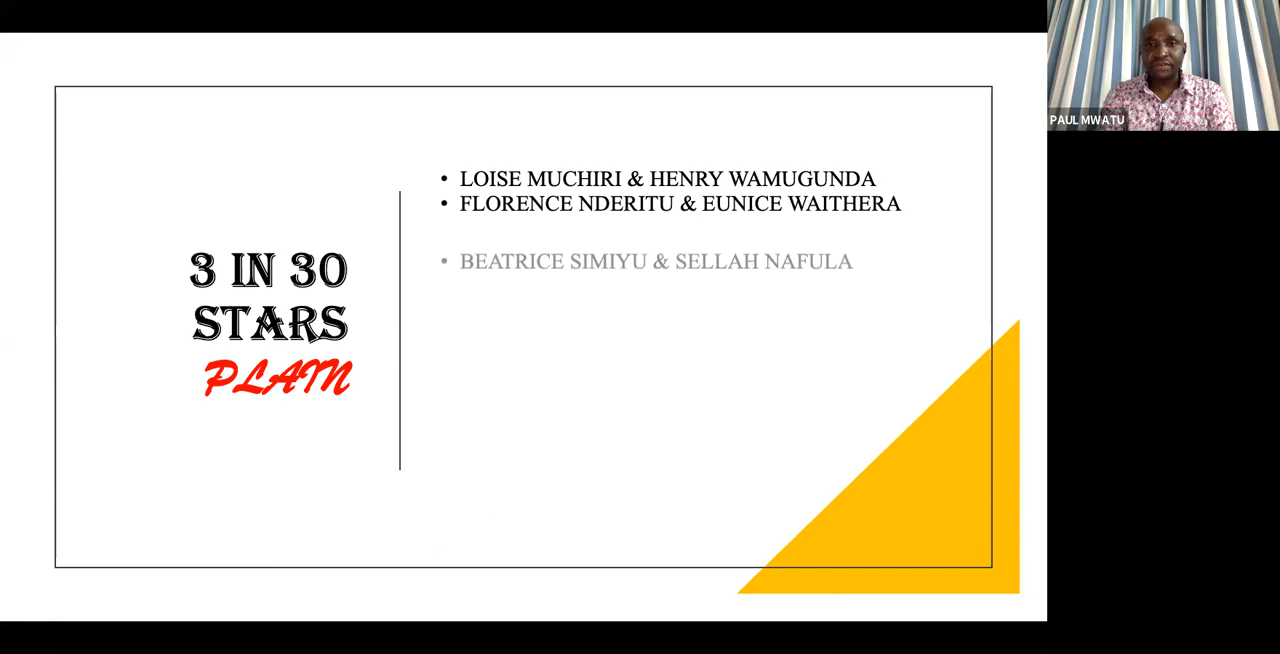 3 IN 30
STARS
PLAIN
• LOISE MUCHIRI & HENRY WAMUGUNDA
• FLORENCE NDERITU & EUNICE WAITHERA
• BEATRICE SIMIYU & SELLAH NAFULA
PAUL MWATU